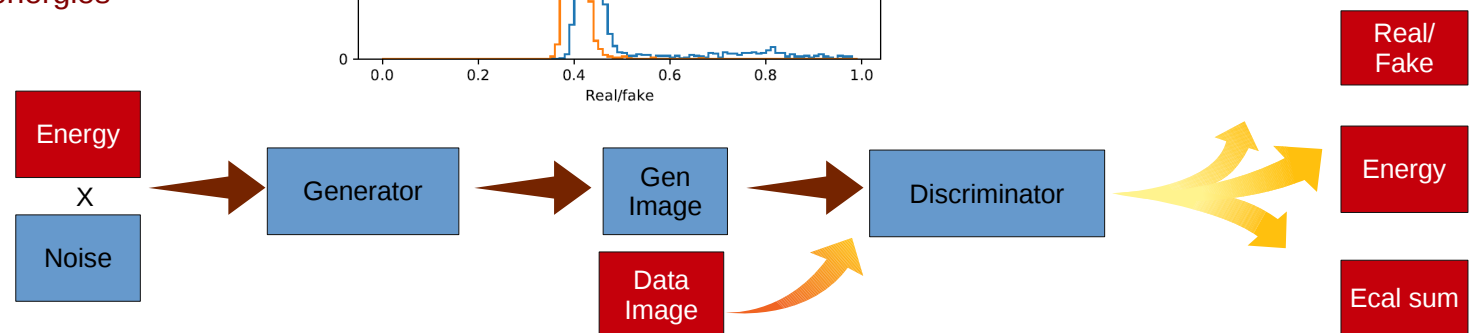 energies
0
0.0 0.2 0.4 0.6 0.8 1.0
Real/fake
Energy
X
Noise
Generator
Gen
Image
Data
Image
Discriminator
Real/
Fake
Energy
Ecal sum